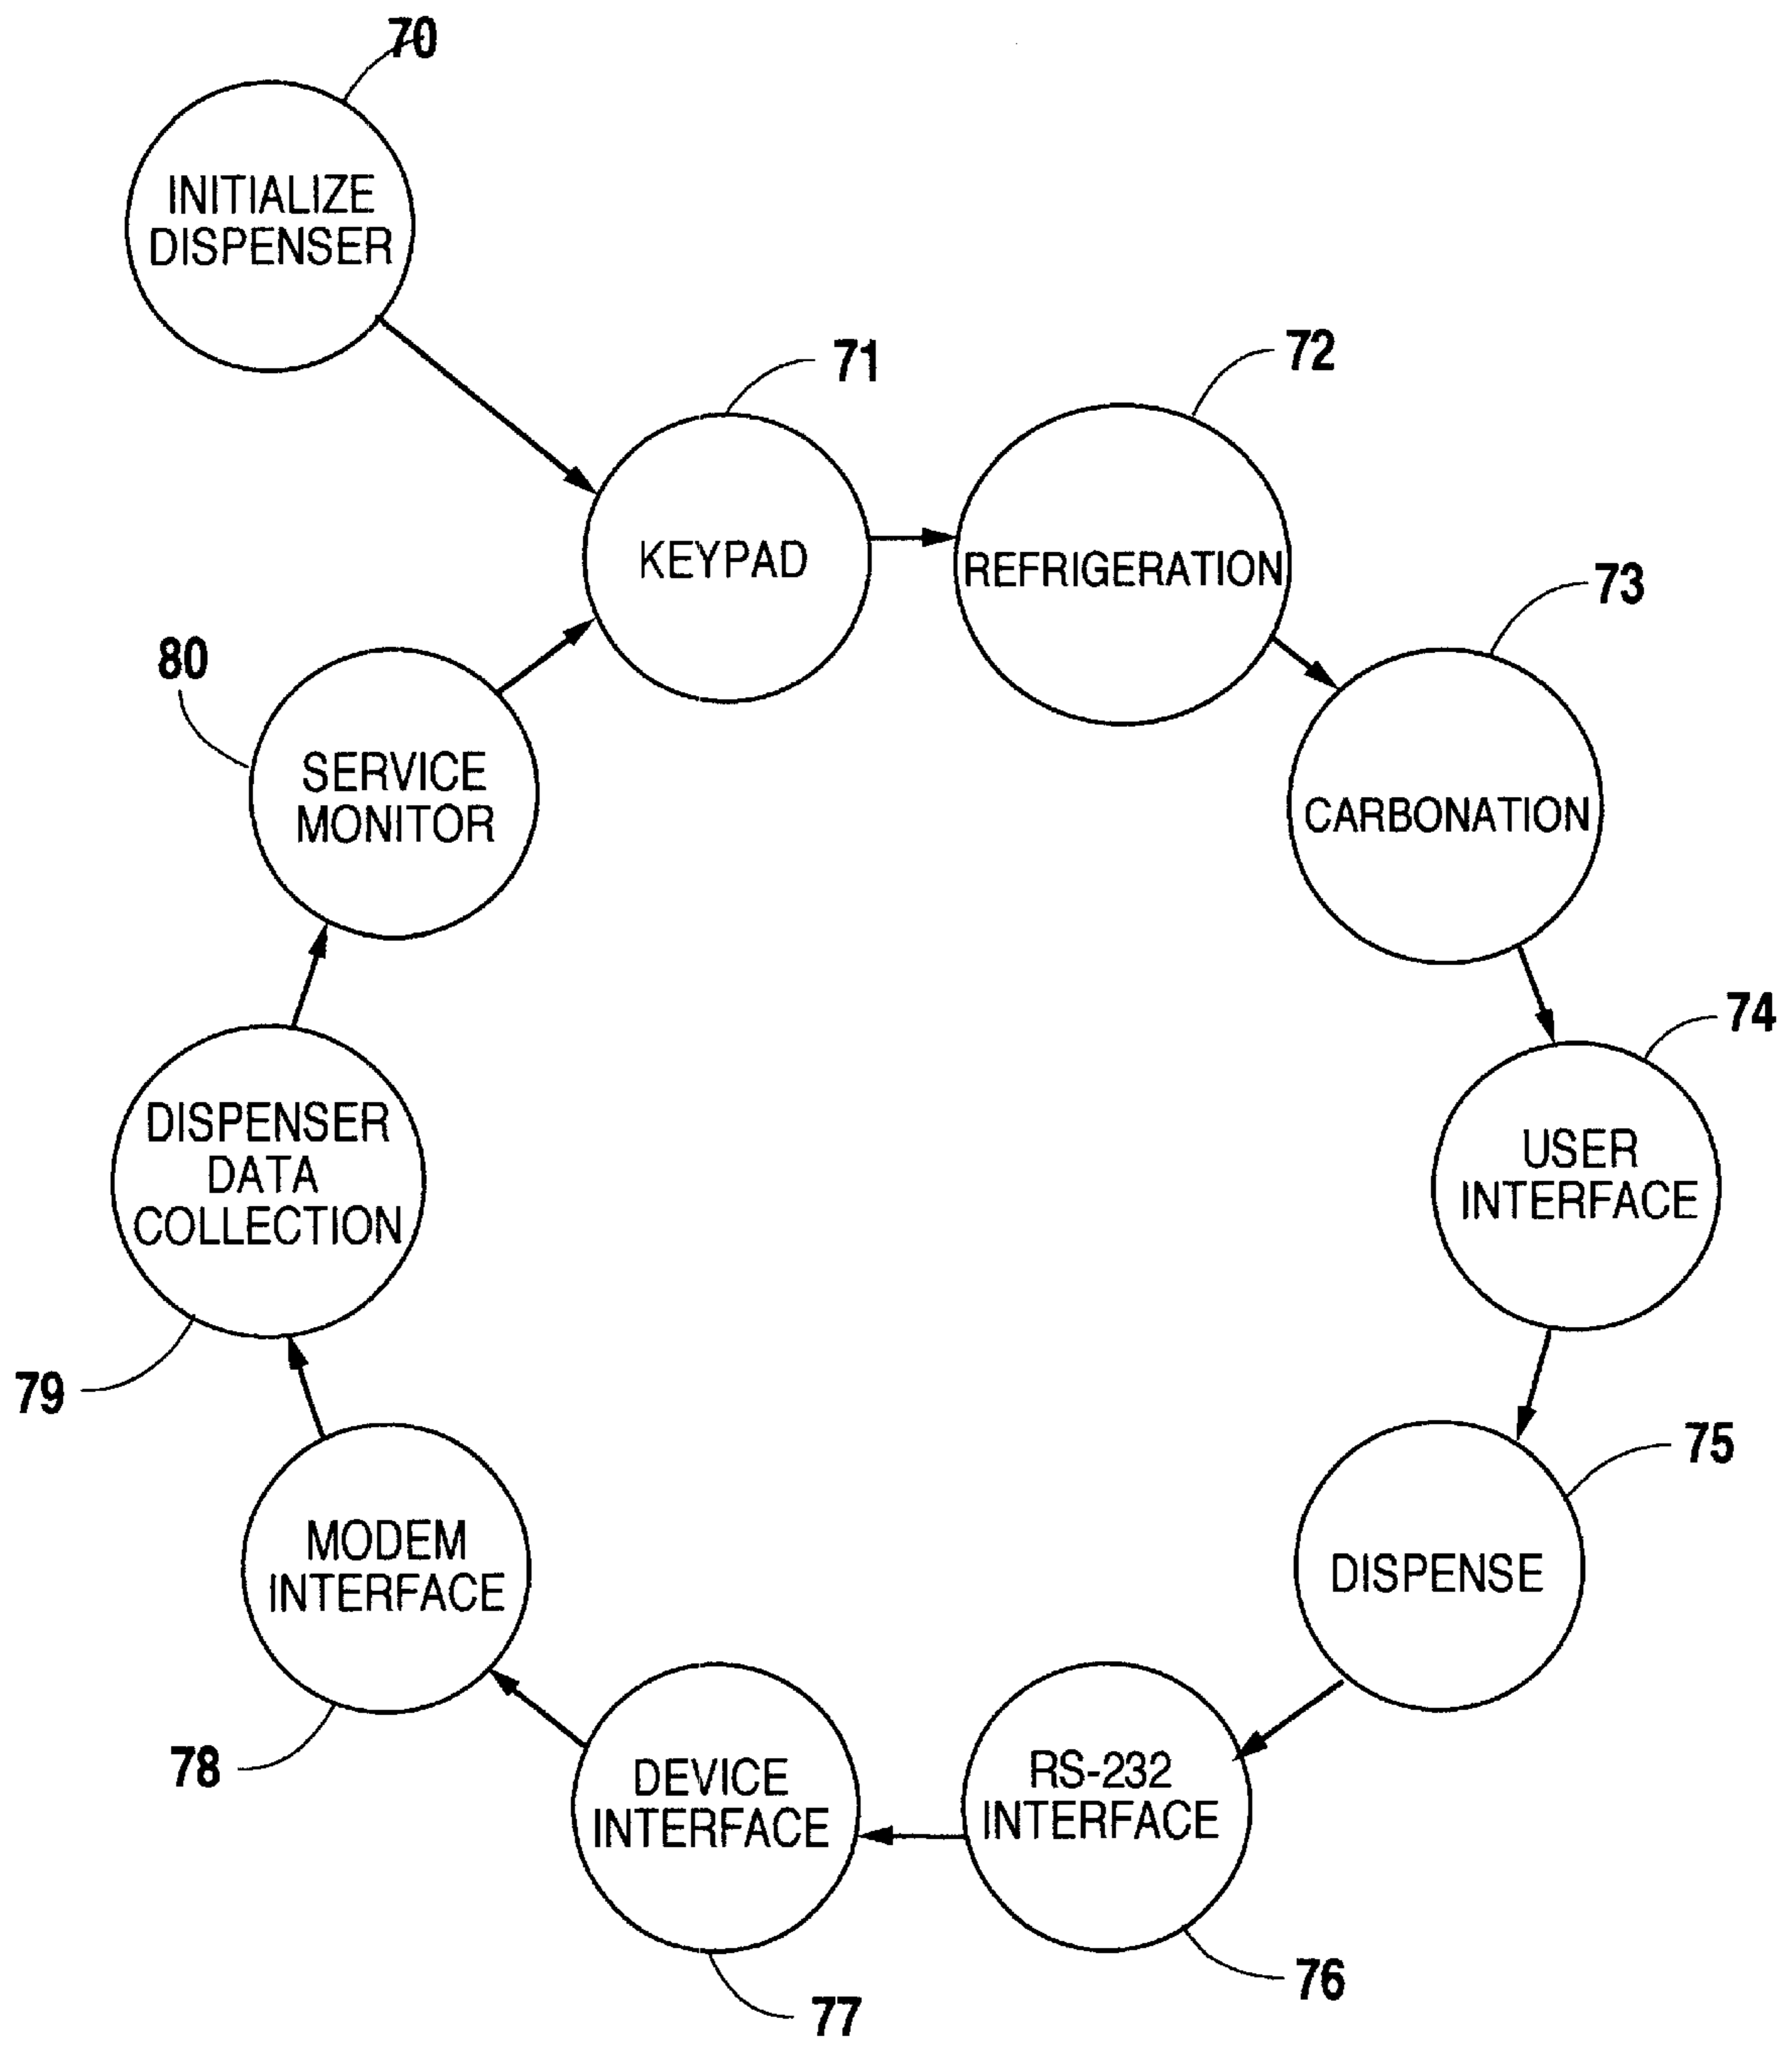 70
INITIALIZE
DISPENSER
71
KEYPAD
72
REFRIGERATION
73
CARBONATION
74
USER
INTERFACE
75
DISPENSE
76
RS-232
INTERFACE
77
DEVICE
INTERFACE
78
MODEM
INTERFACE
79
DISPENSER
DATA
COLLECTION
80
SERVICE
MONITOR